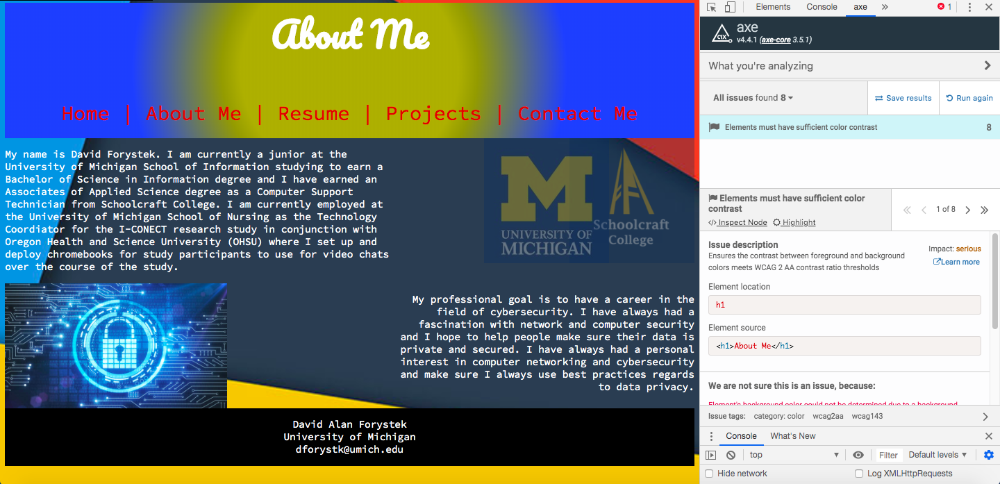 About Me
Home | About Me | Resume | Projects | Contact Me
My name is David Forystek. I am currently a junior at the
University of Michigan School of Information studying to earn a
Bachelor of Science in Information degree and I have earned an
Associates of Applied Science degree as a Computer Support
Technician from Schoolcraft College. I am currently employed at
the University of Michigan School of Nursing as the Technology
Coordiator for the I-CONECT research study in conjunction with
Oregon Health and Science University (OHSU) where I set up and
deploy chromebooks for study participants to use for video chats
over the course of the study.
M
UNIVERSITY OF
MICHIGAN
Schoolcraft
College
My professional goal is to have a career in the
field of cybersecurity. I have always had a
fascination with network and computer security
and I hope to help people make sure their data is
private and secured. I have always had a personal
interest in computer networking and cybersecurity
and make sure I always use best practices regards
to data privacy.
David Alan Forystek
University of Michigan
dforystk@umich.edu
Elements Console axe » 1
axe
v4.4.1 (axe-core 3.5.1)
What you're analyzing
All issues found 8 Save results Run again
Elements must have sufficient color contrast 8
Elements must have sufficient color
contrast
</> Inspect Node Highlight
1 of 8
Issue description
Ensures the contrast between foreground and background
colors meets WCAG 2 AA contrast ratio thresholds
Impact: serious
Learn more
Element location
h1
Element source
<h1>About Me</h1>
We are not sure this is an issue, because:
Element's background color could not be determined due to a background
Issue tags: category: color wcag2aa wcag143
Console What's New
top Filter Default levels
Hide network Log XMLHttpRequests